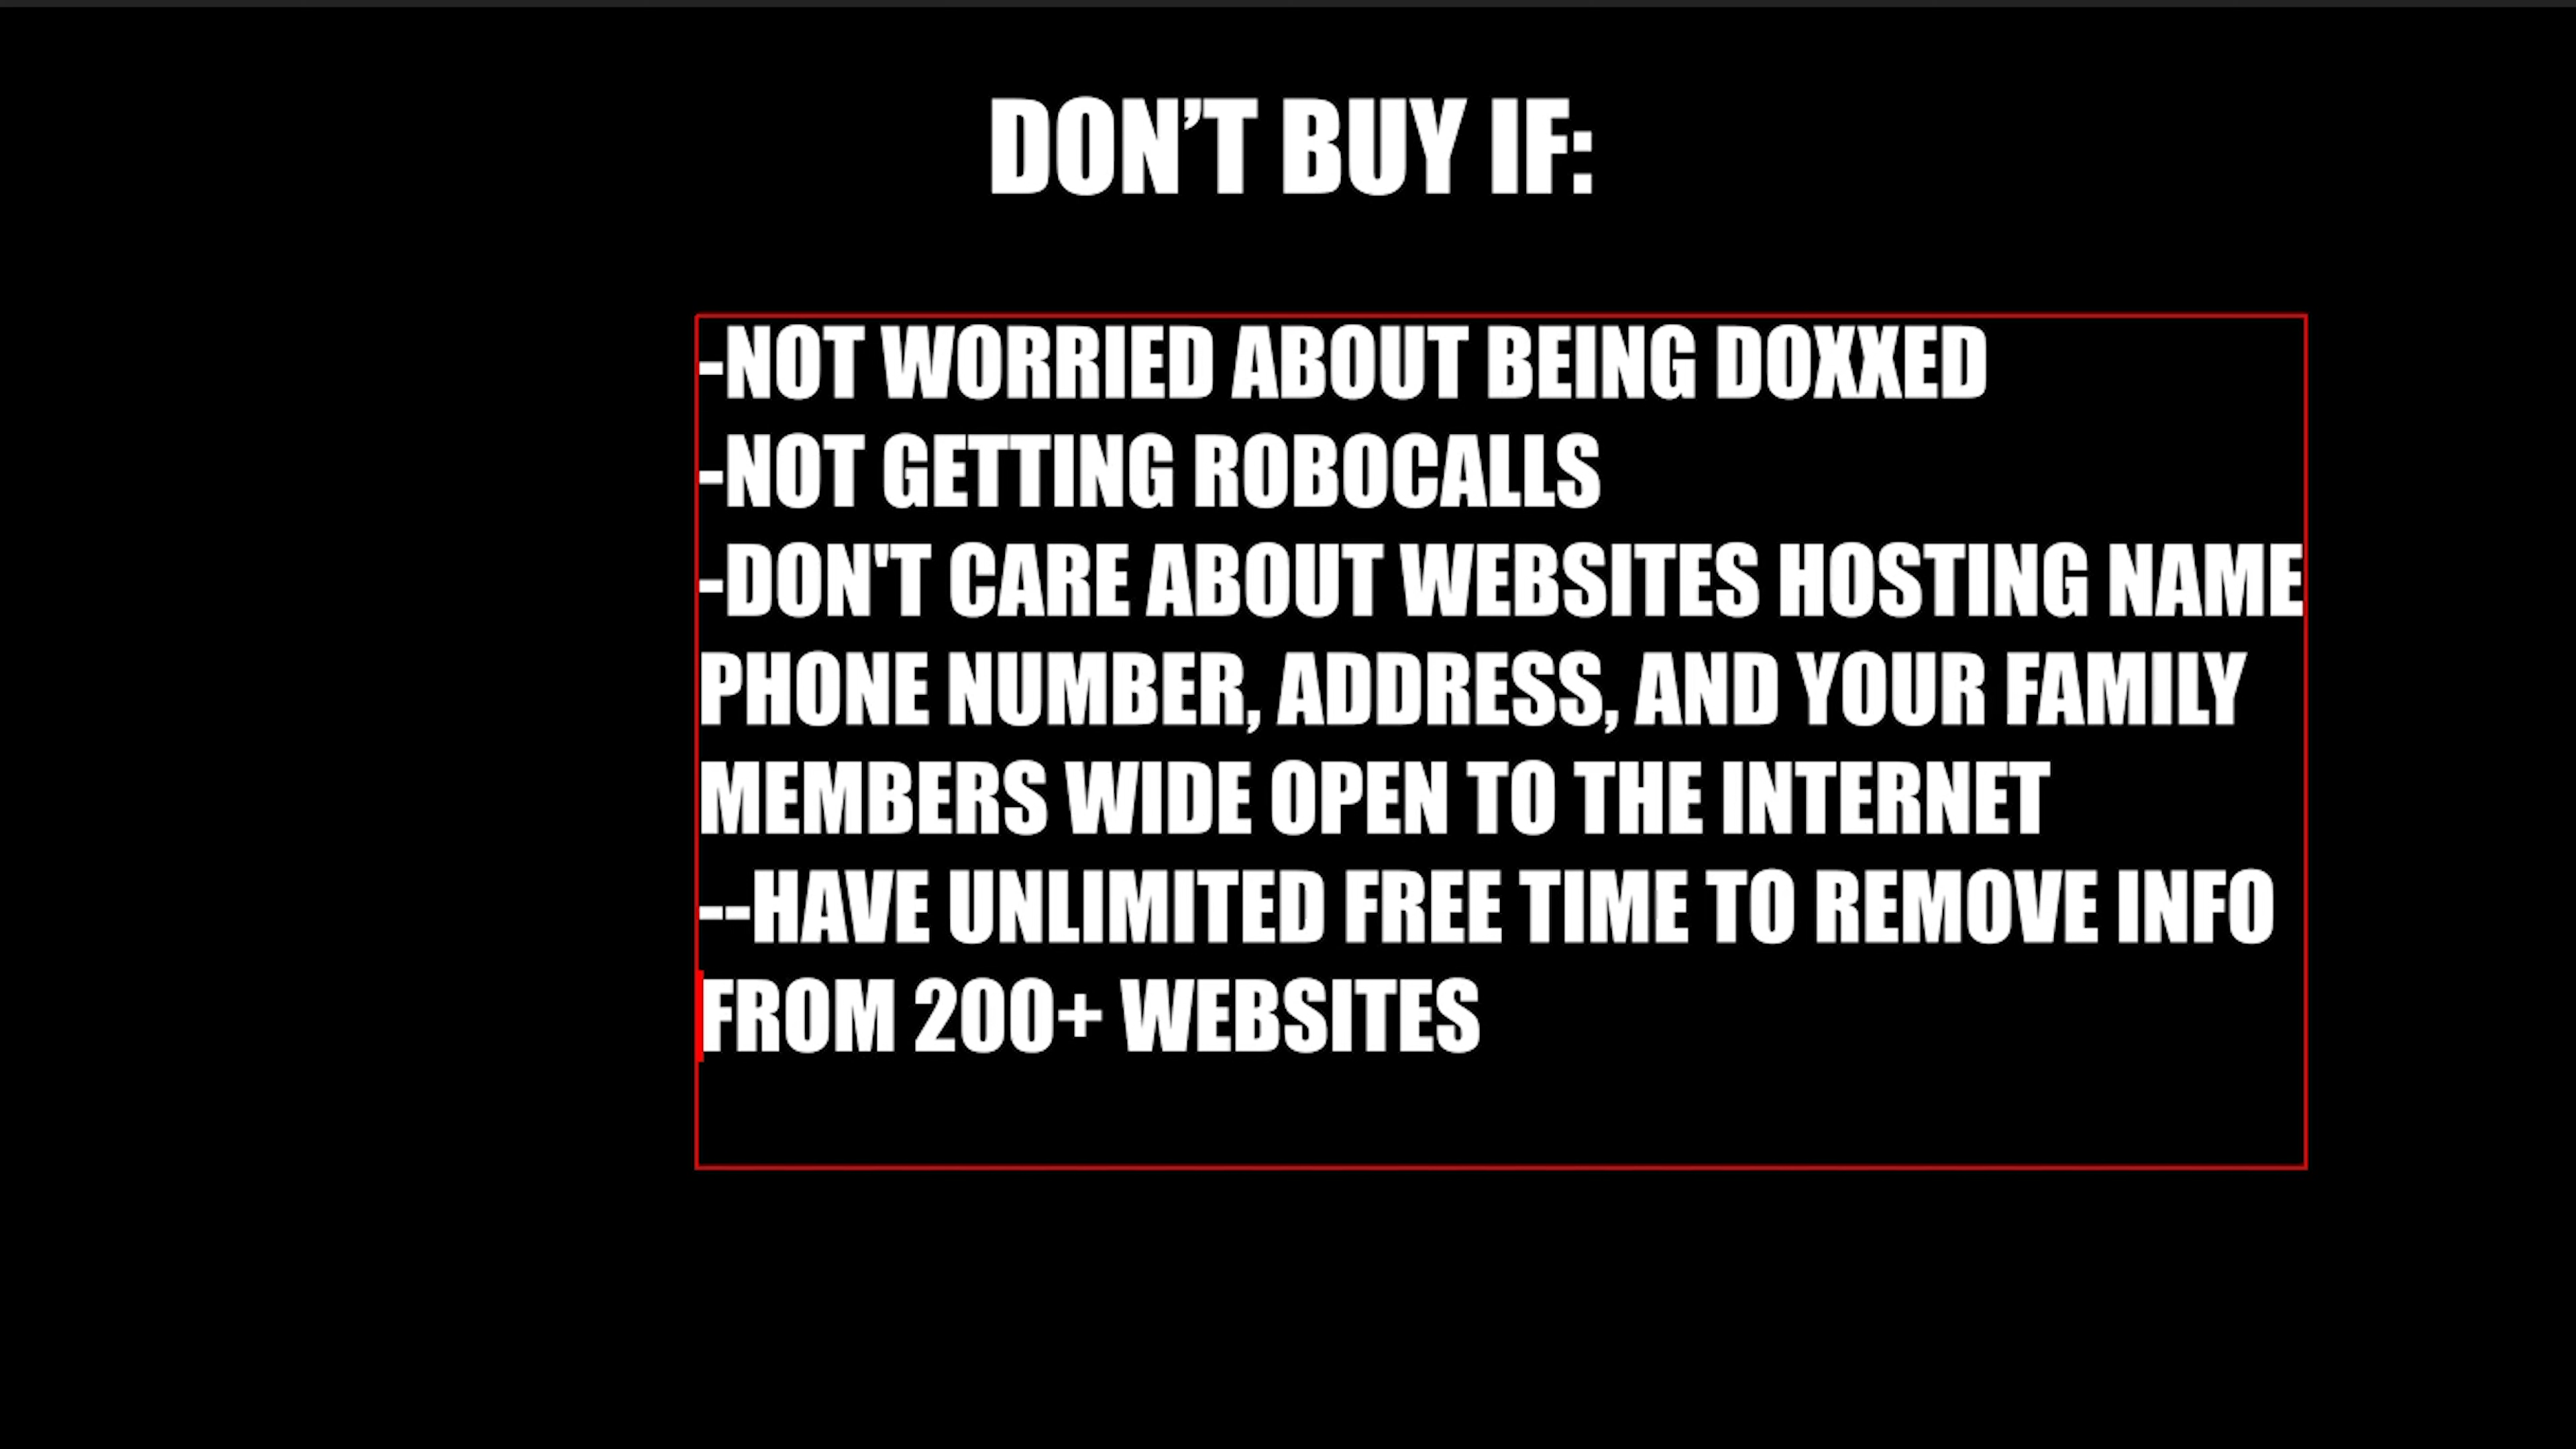 DON’T BUY IF:
-NOT WORRIED ABOUT BEING DOXXED
-NOT GETTING ROBOCALLS
-DON'T CARE ABOUT WEBSITES HOSTING NAME
PHONE NUMBER, ADDRESS, AND YOUR FAMILY
MEMBERS WIDE OPEN TO THE INTERNET
--HAVE UNLIMITED FREE TIME TO REMOVE INFO
FROM 200+ WEBSITES